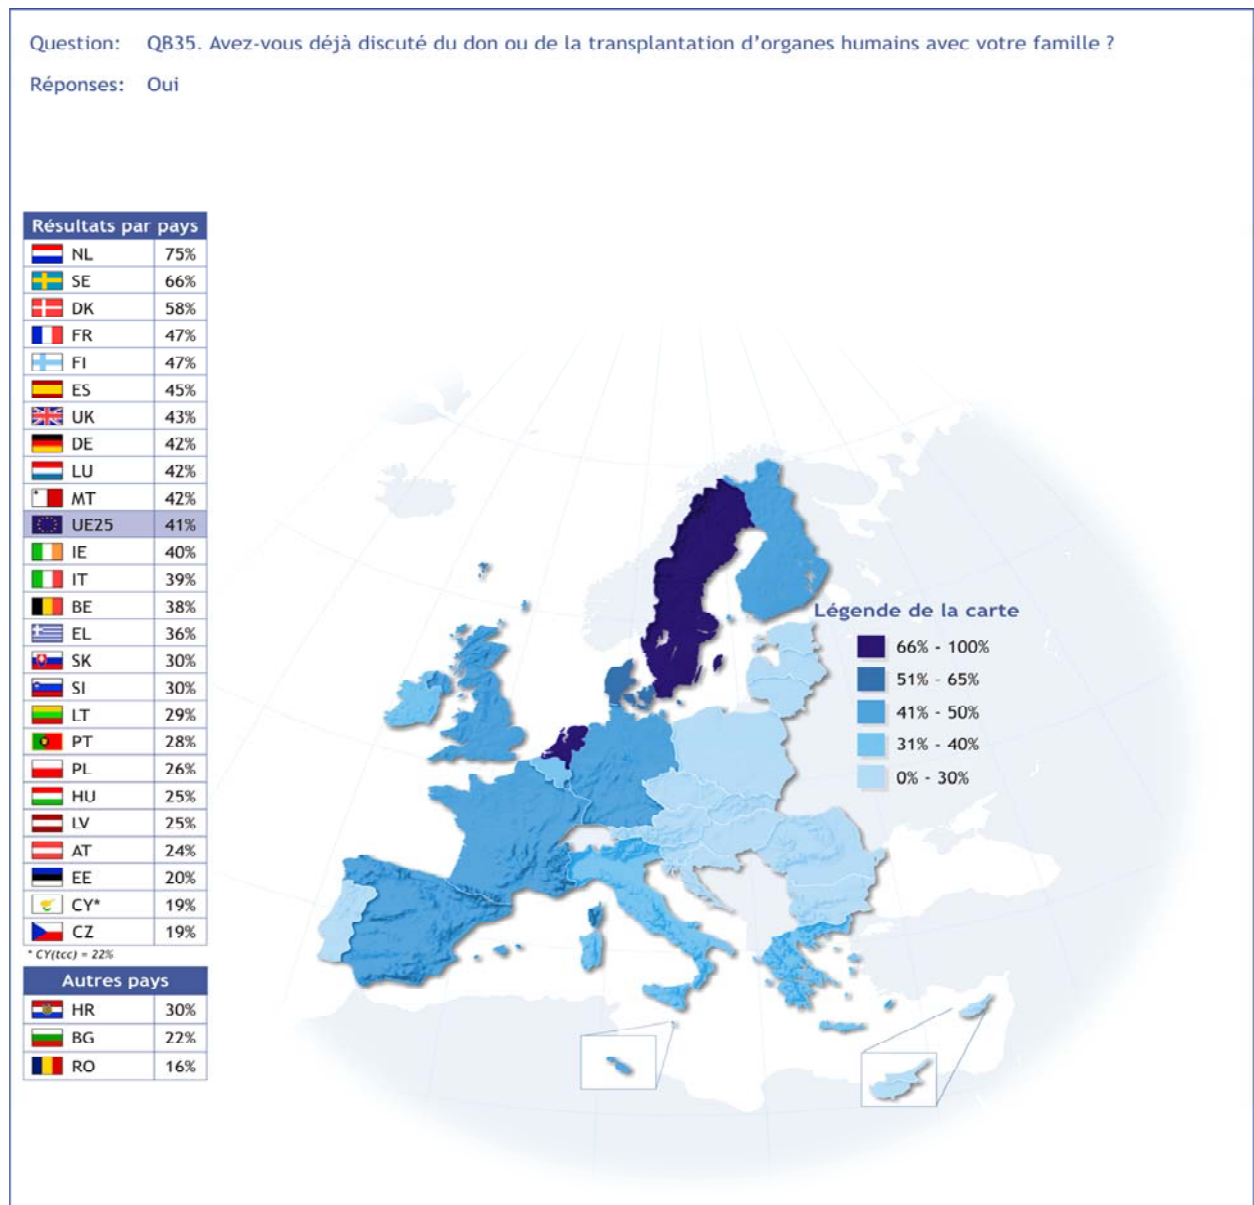 Question: QB35. Avez-vous déjà discuté du don ou de la transplantation d'organes humains avec votre famille ?
Réponses: Oui
Résultats par pays
NL 75%
SE 66%
DK 58%
FR 47%
FI 47%
ES 45%
UK 43%
DE 42%
LU 42%
MT 42%
UE25 41%
IE 40%
IT 39%
BE 38%
EL 36%
SK 30%
SI 30%
LT 29%
PT 28%
PL 26%
HU 25%
LV 25%
AT 24%
EE 20%
CY* 19%
CZ 19%
* CY(tcc) = 22%
Autres pays
HR 30%
BG 22%
RO 16%
Légende de la carte
66% - 100%
51% - 65%
41% - 50%
31% - 40%
0% - 30%